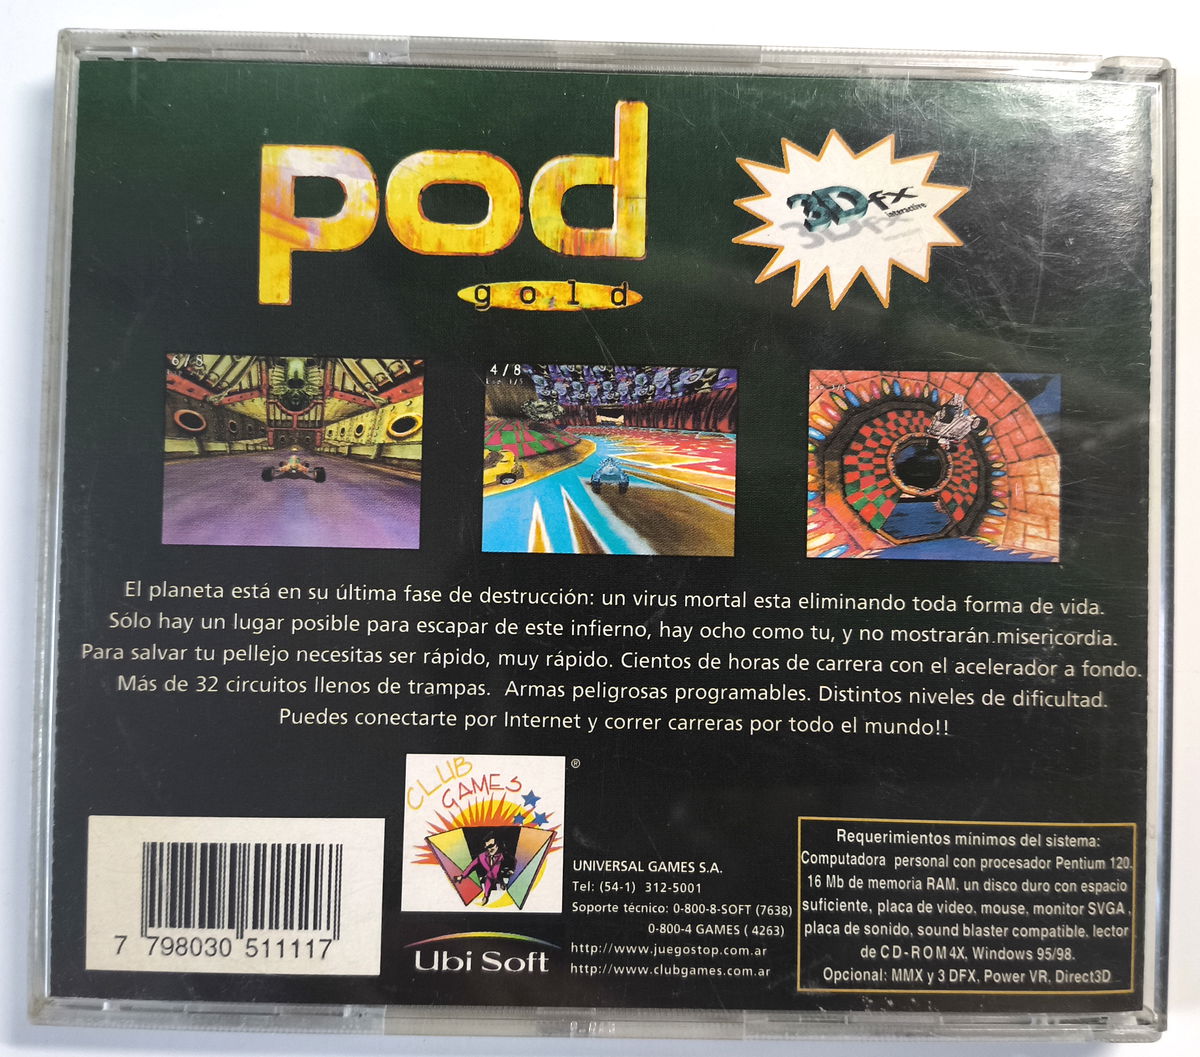 pod
gold
3Dfx
interactive
6/8
4/8
El planeta está en su última fase de destrucción: un virus mortal esta eliminando toda forma de vida.
Sólo hay un lugar posible para escapar de este infierno, hay ocho como tu, y no mostrarán misericordia.
Para salvar tu pellejo necesitas ser rápido, muy rápido. Cientos de horas de carrera con el acelerador a fondo.
Más de 32 circuitos llenos de trampas. Armas peligrosas programables. Distintos niveles de dificultad.
Puedes conectarte por Internet y correr carreras por todo el mundo!!
CLUB
GAMES
®
Ubi Soft
7 798030 511117
UNIVERSAL GAMES S.A.
Tel: (54-1) 312-5001
Soporte técnico: 0-800-8-SOFT (7638)
0-800-4 GAMES ( 4263)
http://www.juegostop.com.ar
http://www.clubgames.com.ar
Requerimientos mínimos del sistema:
Computadora personal con procesador Pentium 120,
16 Mb de memoria RAM, un disco duro con espacio
suficiente, placa de video, mouse, monitor SVGA ,
placa de sonido, sound blaster compatible, lector
de CD-ROM 4X, Windows 95/98.
Opcional: MMX y 3 DFX, Power VR, Direct3D